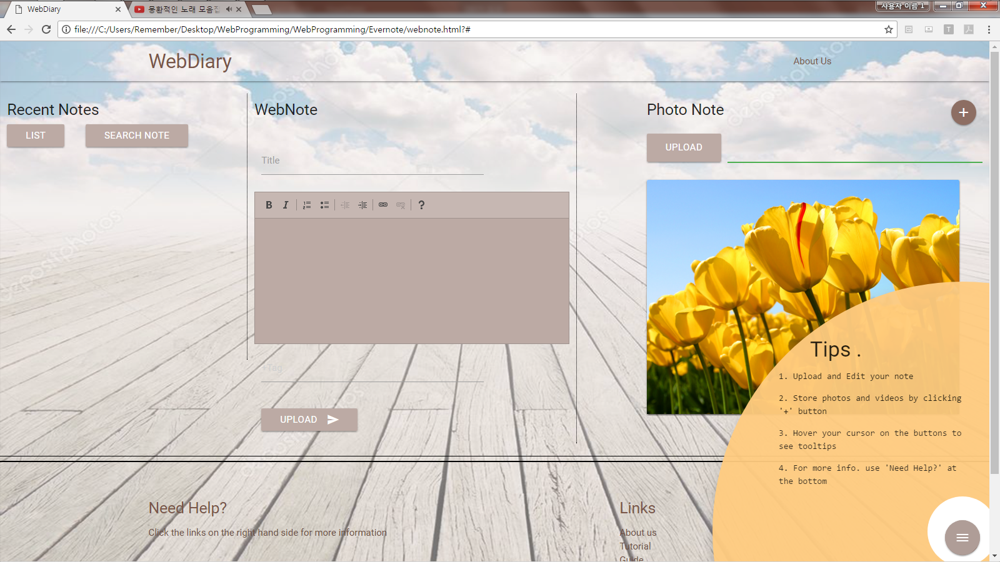 WebDiary
몽환적인 노래 모음집
사용자 이름 1
file:///C:/Users/Remember/Desktop/WebProgramming/WebProgramming/Evernote/webnote.html?#
WebDiary
About Us
Recent Notes
LIST
SEARCH NOTE
WebNote
Title
B I ?
+Tag
UPLOAD
Photo Note
+
UPLOAD
Tips .
1. Upload and Edit your note
2. Store photos and videos by clicking
'+' button
3. Hover your cursor on the buttons to
see tooltips
4. For more info. use 'Need Help?' at
the bottom
Need Help?
Click the links on the right hand side for more information
Links
About us
Tutorial
Guide
depositphotos